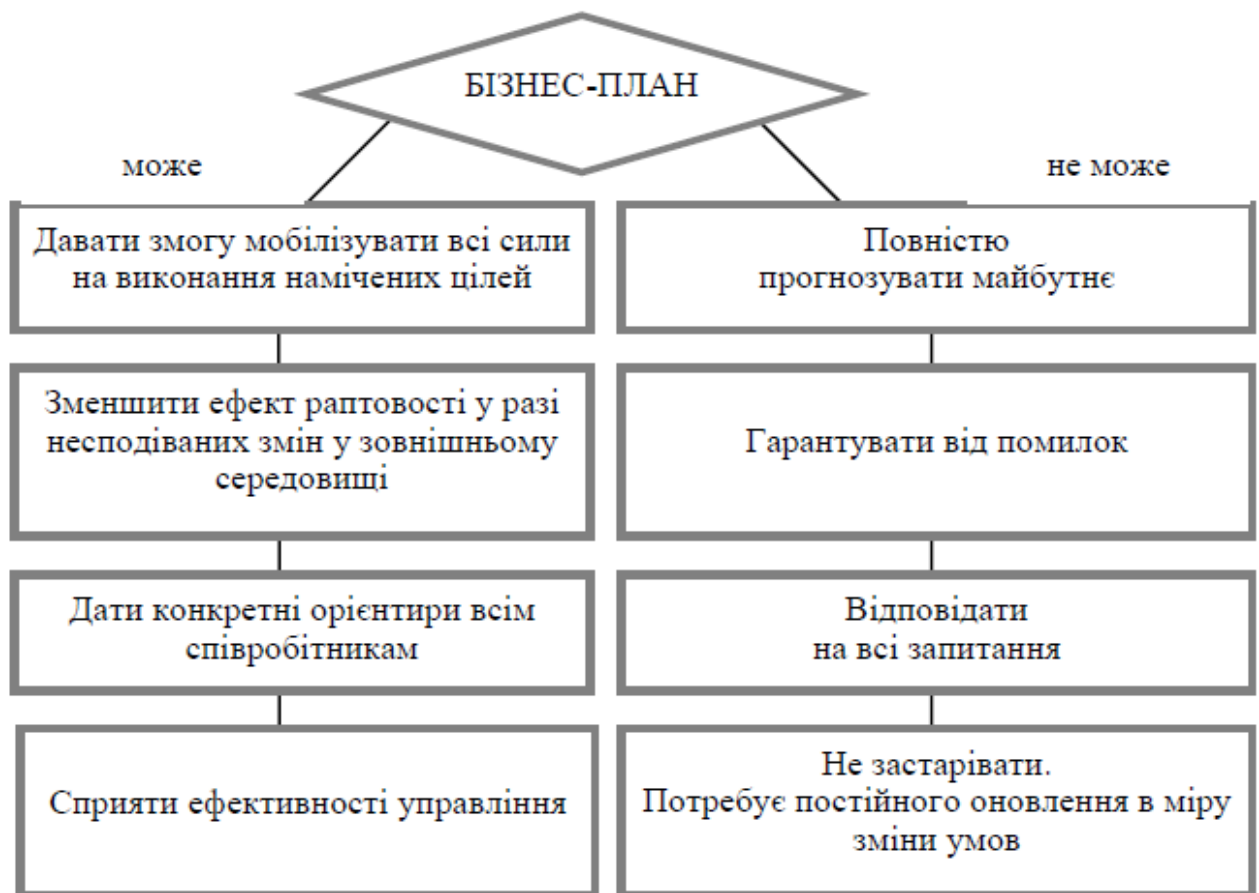 БІЗНЕС-ПЛАН
може
не може
Давати змогу мобілізувати всі сили
на виконання намічених цілей
Повністю
прогнозувати майбутнє
Зменшити ефект раптовості у разі
несподіваних змін у зовнішньому
середовищі
Гарантувати від помилок
Дати конкретні орієнтири всім
співробітникам
Відповідати
на всі запитання
Сприяти ефективності управління
Не застарівати.
Потребує постійного оновлення в міру
зміни умов